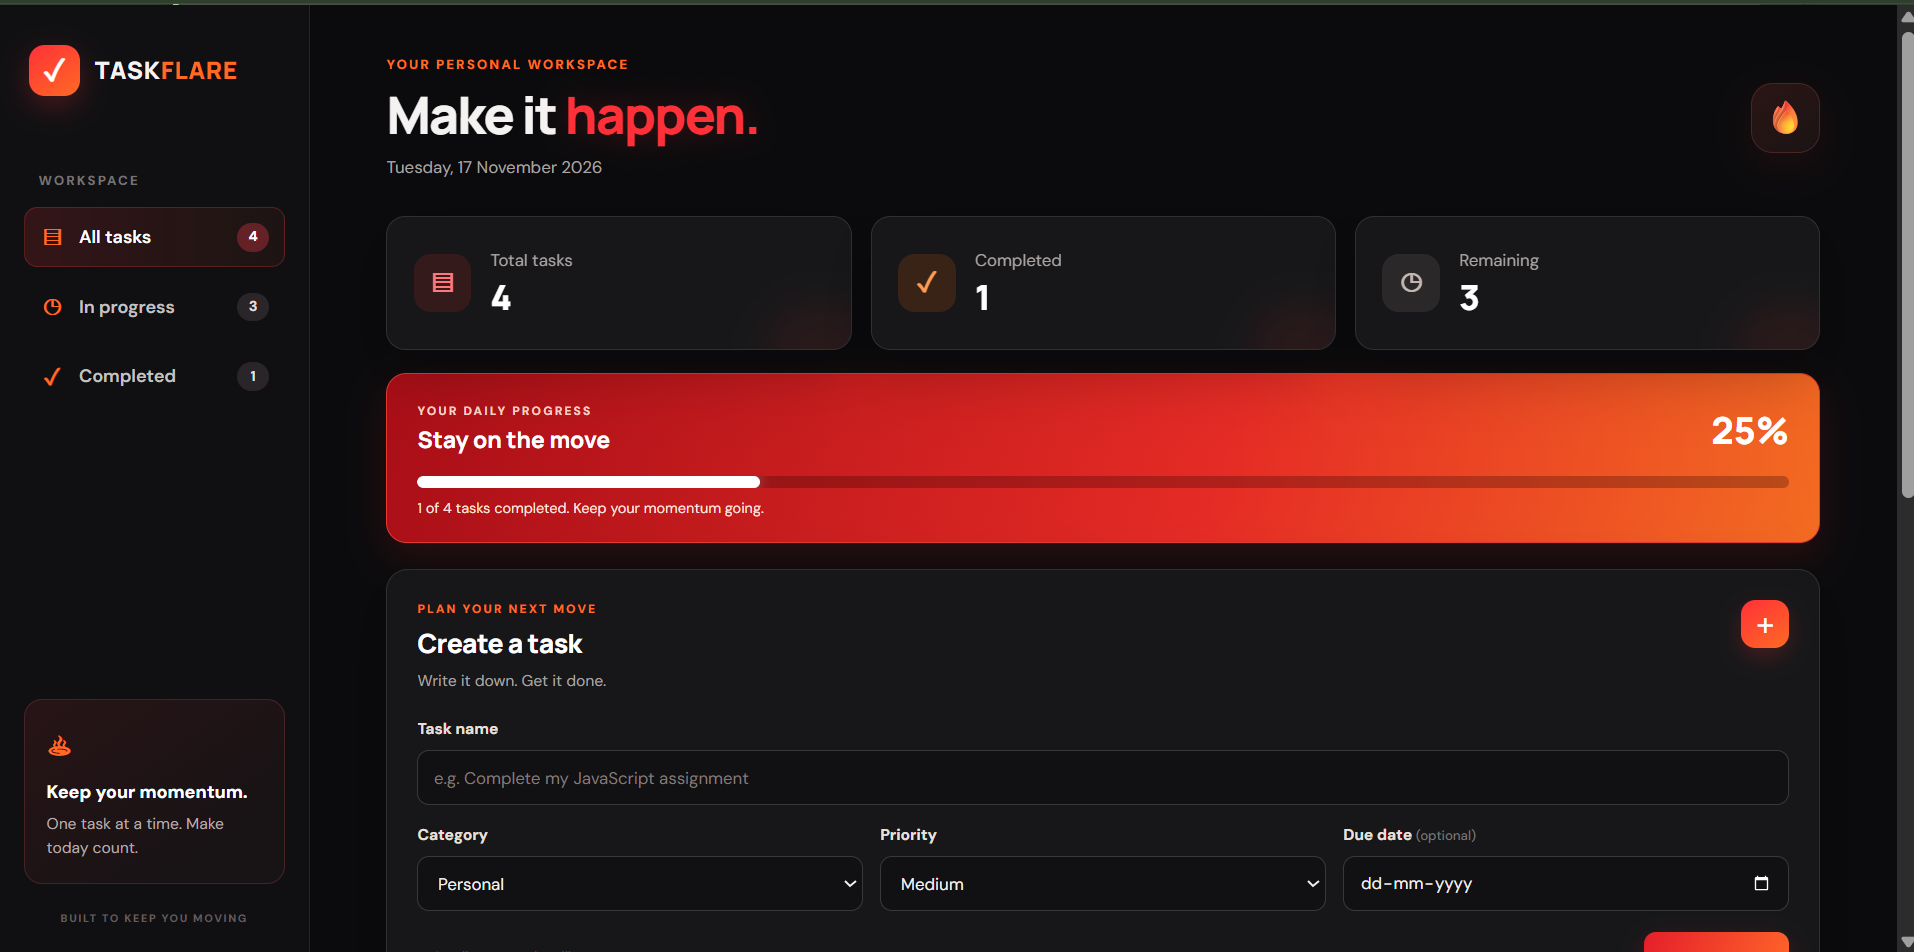 TASKFLARE
WORKSPACE
All tasks 4
In progress 3
Completed 1
Keep your momentum.
One task at a time. Make
today count.
BUILT TO KEEP YOU MOVING
YOUR PERSONAL WORKSPACE
Make it happen.
Tuesday, 17 November 2026
Total tasks
4
Completed
1
Remaining
3
YOUR DAILY PROGRESS
Stay on the move
25%
1 of 4 tasks completed. Keep your momentum going.
PLAN YOUR NEXT MOVE
Create a task
Write it down. Get it done.
Task name
e.g. Complete my JavaScript assignment
Category
Personal
Priority
Medium
Due date (optional)
dd-mm-yyyy